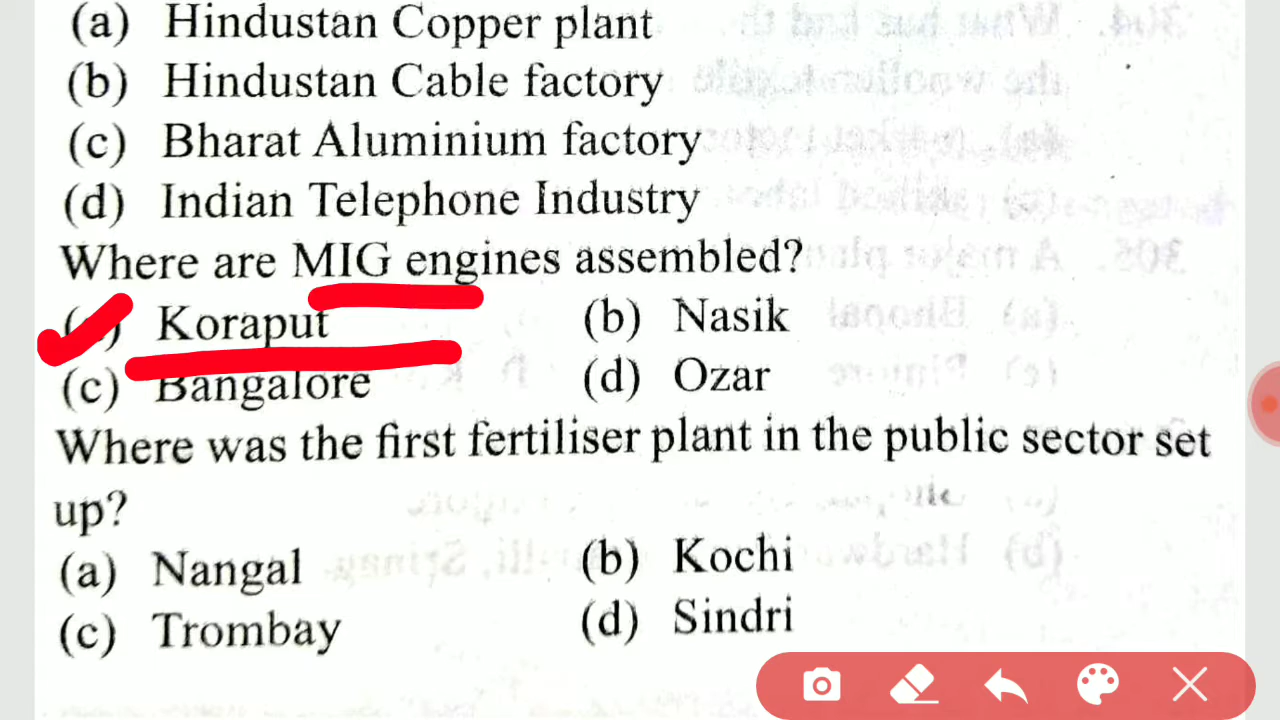 (a) Hindustan Copper plant
(b) Hindustan Cable factory
(c) Bharat Aluminium factory
(d) Indian Telephone Industry
Where are MIG engines assembled?
Koraput (b) Nasik
(c) Bangalore (d) Ozar
Where was the first fertiliser plant in the public sector set
up?
(a) Nangal (b) Kochi
(c) Trombay (d) Sindri